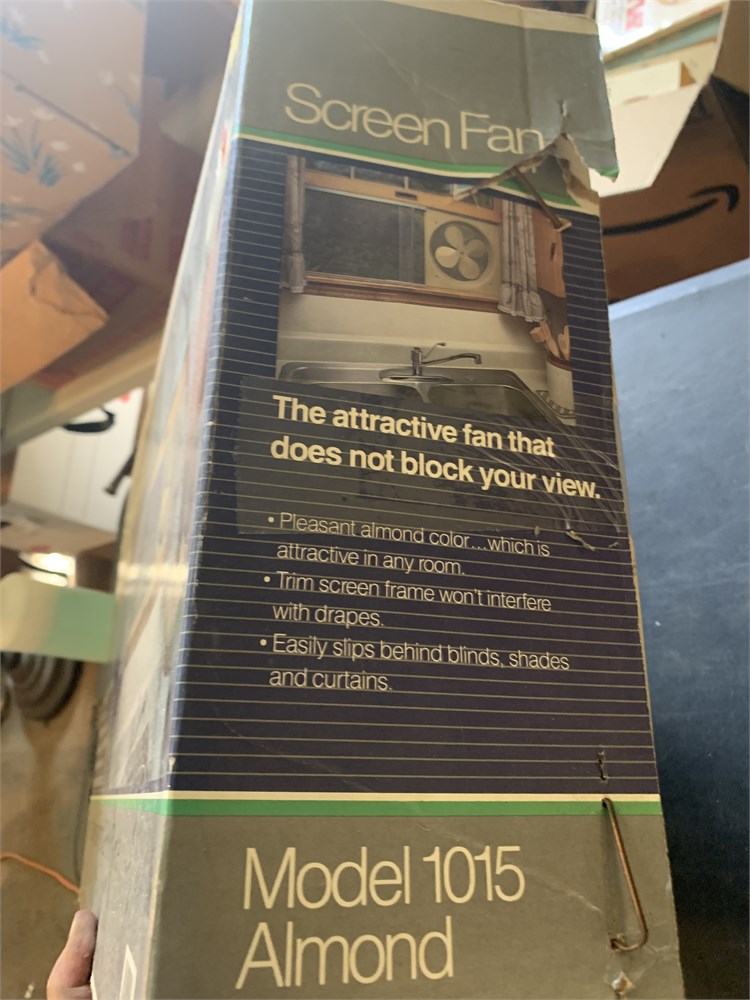 Screen Fan
The attractive fan that
does not block your view.
• Pleasant almond color...which is
attractive in any room.
• Trim screen frame won't interfere
with drapes.
• Easily slips behind blinds, shades
and curtains.
Model 1015
Almond